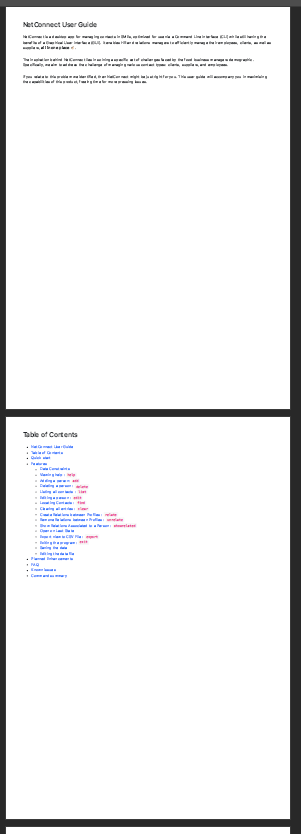 NetConnect User Guide
NetConnect is a desktop app for managing contacts in SMEs, optimized for use via a Command Line Interface (CLI) while still having the
benefits of a Graphical User Interface (GUI). It enables HR and relations managers to efficiently manage their employees, clients, as well as
suppliers, all in one place
The inspiration behind NetConnect lies in solving a specific set of challenges faced by the food business manager demographic.
Specifically, we aim to address the challenge of managing various contact types: clients, suppliers, and employees.
If you relate to this problem we identified, then NetConnect might be just right for you. This user guide will accompany you in maximising
the capabilities of this product, freeing time for more pressing issues.
Table of Contents
NetConnect User Guide
Table of Contents
Quick start
Features
Data Constraints
Viewing help : help
Adding a person: add
Deleting a person : delete
Listing all contacts : list
Editing a person : edit
Locating Contacts: find
Clearing all entries : clear
Create Relations between Profiles : relate
Remove Relations between Profiles : unrelate
Show Relations Associated to a Person : showrelated
Open on Last State
Export view to CSV File : export
Exiting the program : exit
Saving the data
Editing the data file
Planned Enhancements
FAQ
Known issues
Command summary